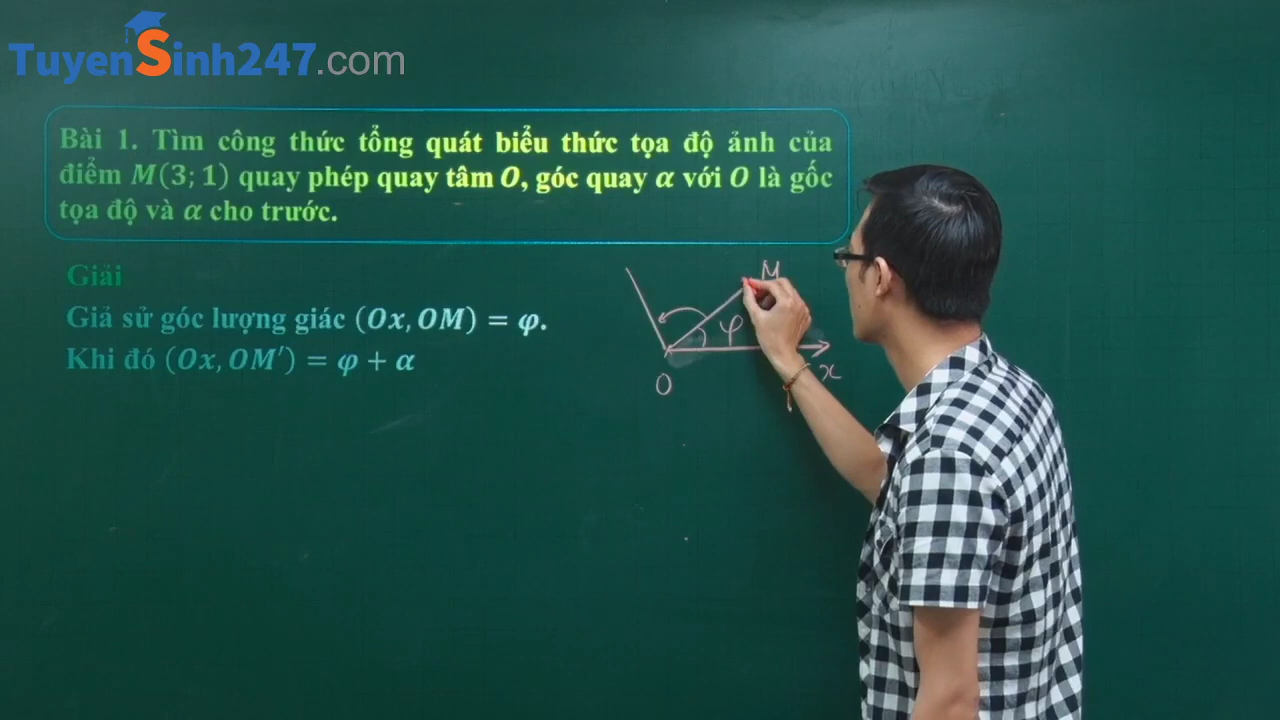 TuyenSinh247.com
Bài 1. Tìm công thức tổng quát biểu thức tọa độ ảnh của
điểm M(3; 1) quay phép quay tâm O, góc quay α với O là gốc
tọa độ và α cho trước.
Giải
Giả sử góc lượng giác (Ox, OM) = φ.
Khi đó (Ox, OM′) = φ + α
M
φ
x
O